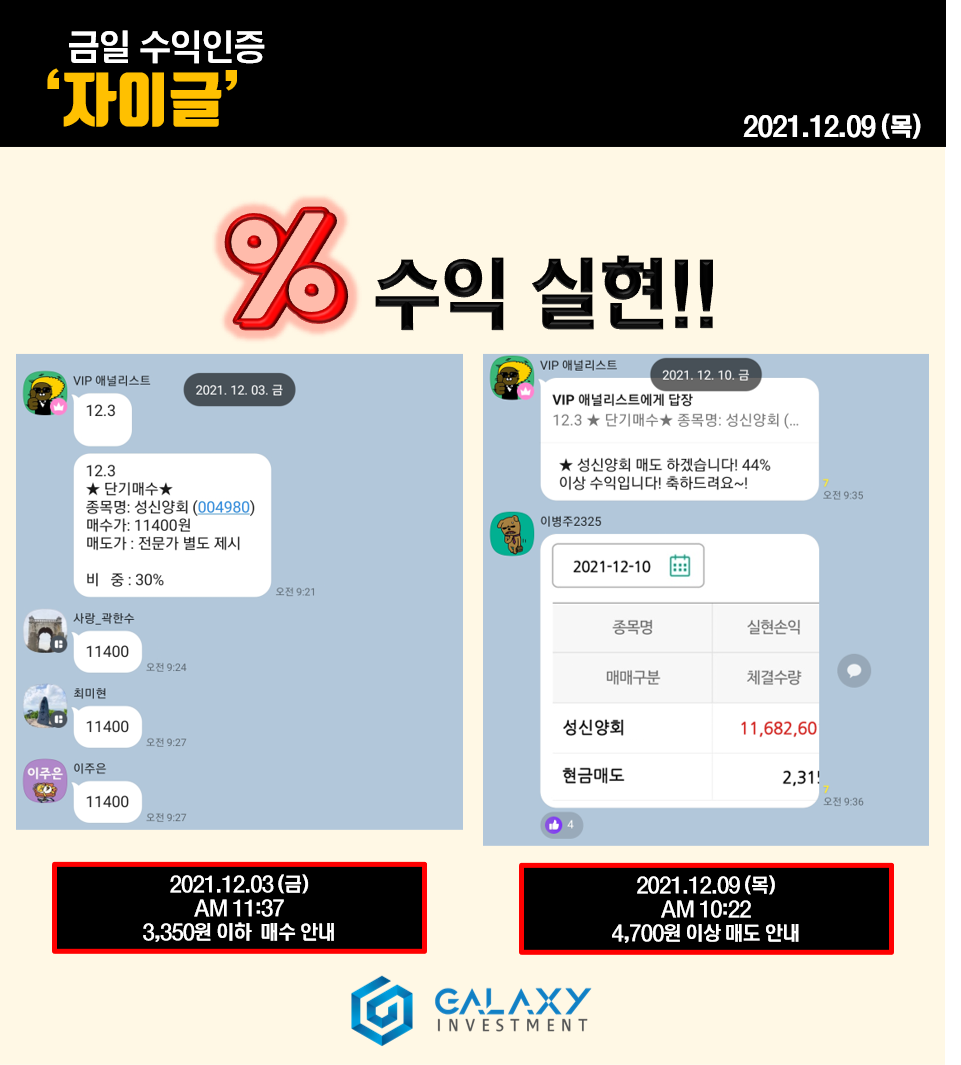 금일 수익인증
‘자이글’
2021.12.09 (목)
% 수익 실현!!
VIP 애널리스트
2021. 12. 03. 금
12.3
12.3
★ 단기매수★
종목명: 성신양회 (004980)
매수가: 11400원
매도가 : 전문가 별도 제시
비 중 : 30%
오전 9:21
사랑_곽한수
11400
오전 9:24
최미현
11400
오전 9:27
이주은
이주은
11400
오전 9:27
VIP 애널리스트
2021. 12. 10. 금
VIP 애널리스트에게 답장
12.3 ★ 단기매수★ 종목명: 성신양회 (...
★ 성신양회 매도 하겠습니다! 44%
이상 수익입니다! 축하드려요~!
7
오전 9:35
이병주2325
2021-12-10
종목명 실현손익
매매구분 체결수량
성신양회 11,682,60
현금매도 2,315
7
오전 9:36
4
2021.12.03 (금)
AM 11:37
3,350원 이하 매수 안내
2021.12.09 (목)
AM 10:22
4,700원 이상 매도 안내
GALAXY
INVESTMENT